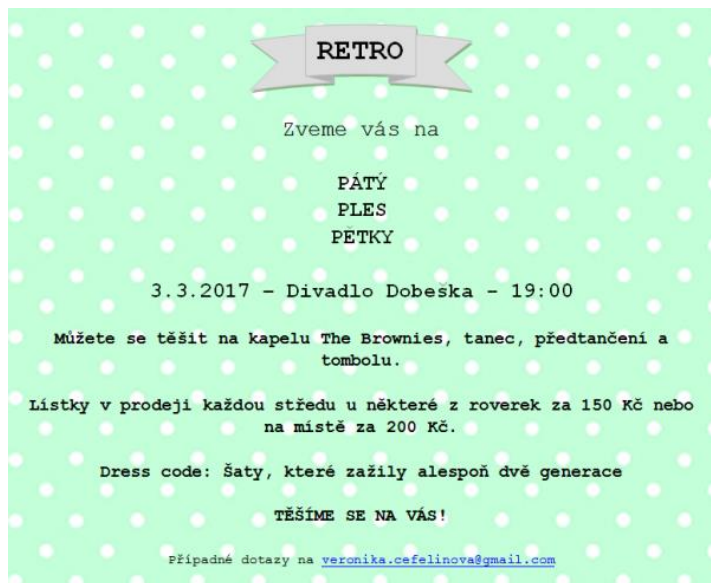 RETRO
Zveme vás na
PÁTÝ
PLES
PĚTKY
3.3.2017 – Divadlo Dobeška – 19:00
Můžete se těšit na kapelu The Brownies, tanec, předtančení a
tombolu.
Lístky v prodeji každou středu u některé z roverek za 150 Kč nebo
na místě za 200 Kč.
Dress code: Šaty, které zažily alespoň dvě generace
TĚŠÍME SE NA VÁS!
Případné dotazy na veronika.cefelinova@gmail.com